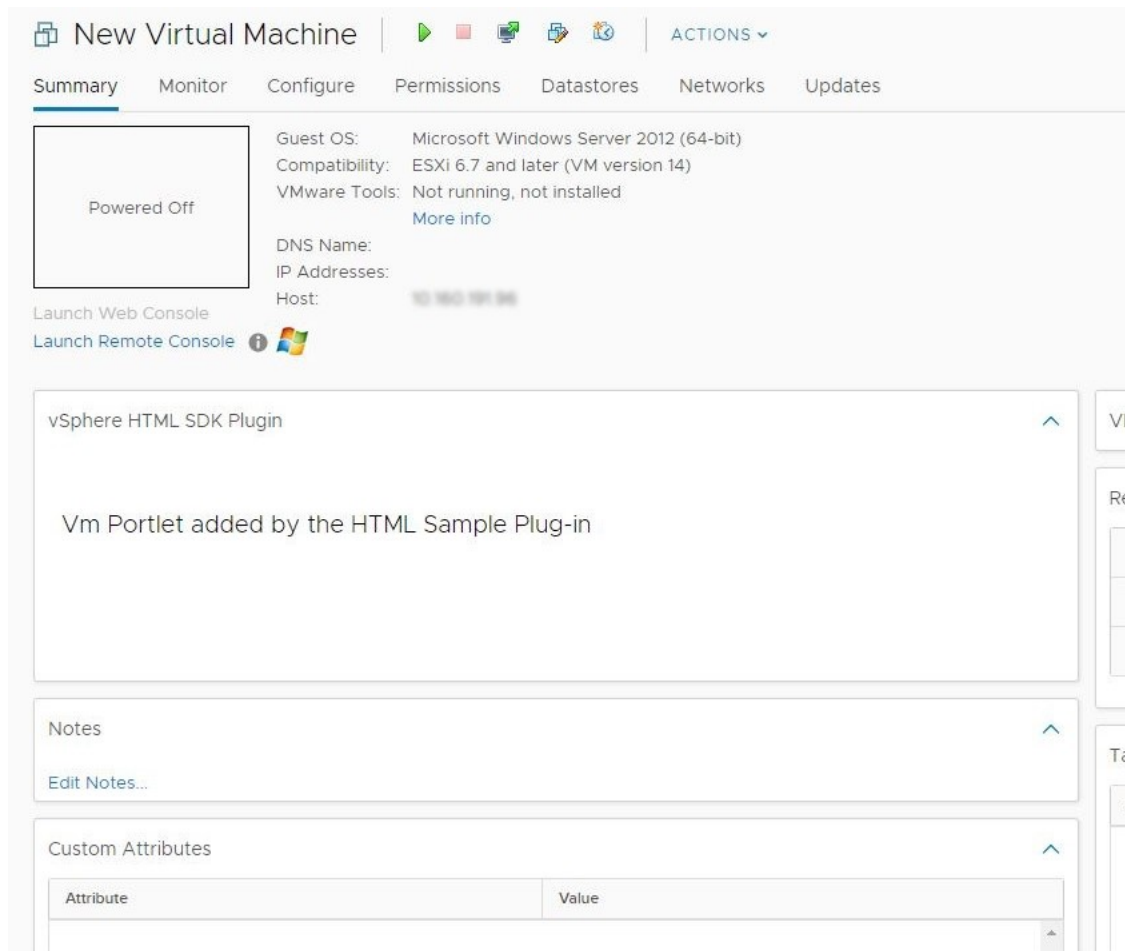 New Virtual Machine
ACTIONS
Summary Monitor Configure Permissions Datastores Networks Updates
Powered Off
Guest OS: Microsoft Windows Server 2012 (64-bit)
Compatibility: ESXi 6.7 and later (VM version 14)
VMware Tools: Not running, not installed
More info
DNS Name:
IP Addresses:
Host:
Launch Web Console
Launch Remote Console
vSphere HTML SDK Plugin
Vm Portlet added by the HTML Sample Plug-in
Notes
Edit Notes...
Custom Attributes
Attribute Value